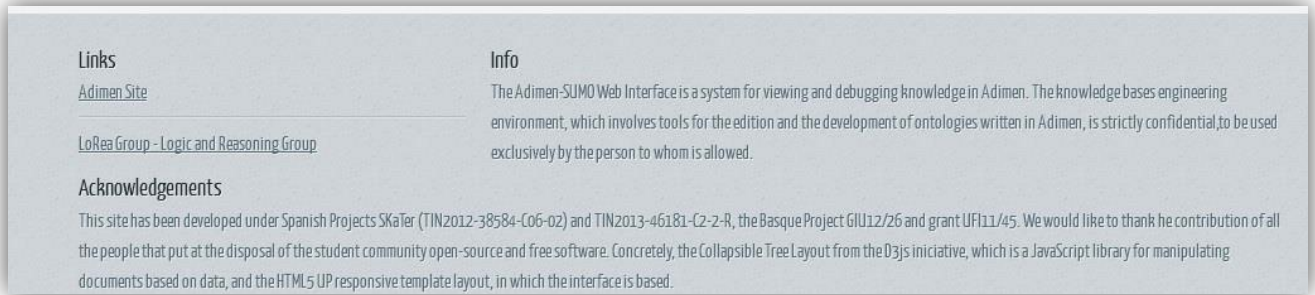 Links
Adimen Site
LoRea Group - Logic and Reasoning Group
Info
The Adimen-SUMO Web Interface is a system for viewing and debugging knowledge in Adimen. The knowledge bases engineering
environment, which involves tools for the edition and the development of ontologies written in Adimen, is strictly confidential,to be used
exclusively by the person to whom is allowed.
Acknowledgements
This site has been developed under Spanish Projects SKaTer (TIN2012-38584-C06-02) and TIN2013-46181-C2-2-R, the Basque Project GIU12/26 and grant UFI11/45. We would like to thank he contribution of all
the people that put at the disposal of the student community open-source and free software. Concretely, the Collapsible Tree Layout from the D3js iniciative, which is a JavaScript library for manipulating
documents based on data, and the HTML5 UP responsive template layout, in which the interface is based.